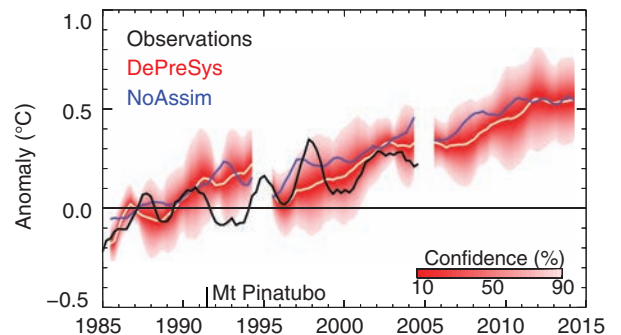 1.0
Observations
DePreSys
NoAssim
0.5
Anomaly (°C)
0.0
Confidence (%)
10 50 90
Mt Pinatubo
−0.5
1985 1990 1995 2000 2005 2010 2015